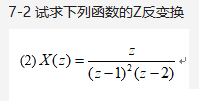 7-2 试求下列函数的Z反变换
(2) X(z) = z / ((z-1)²(z-2))